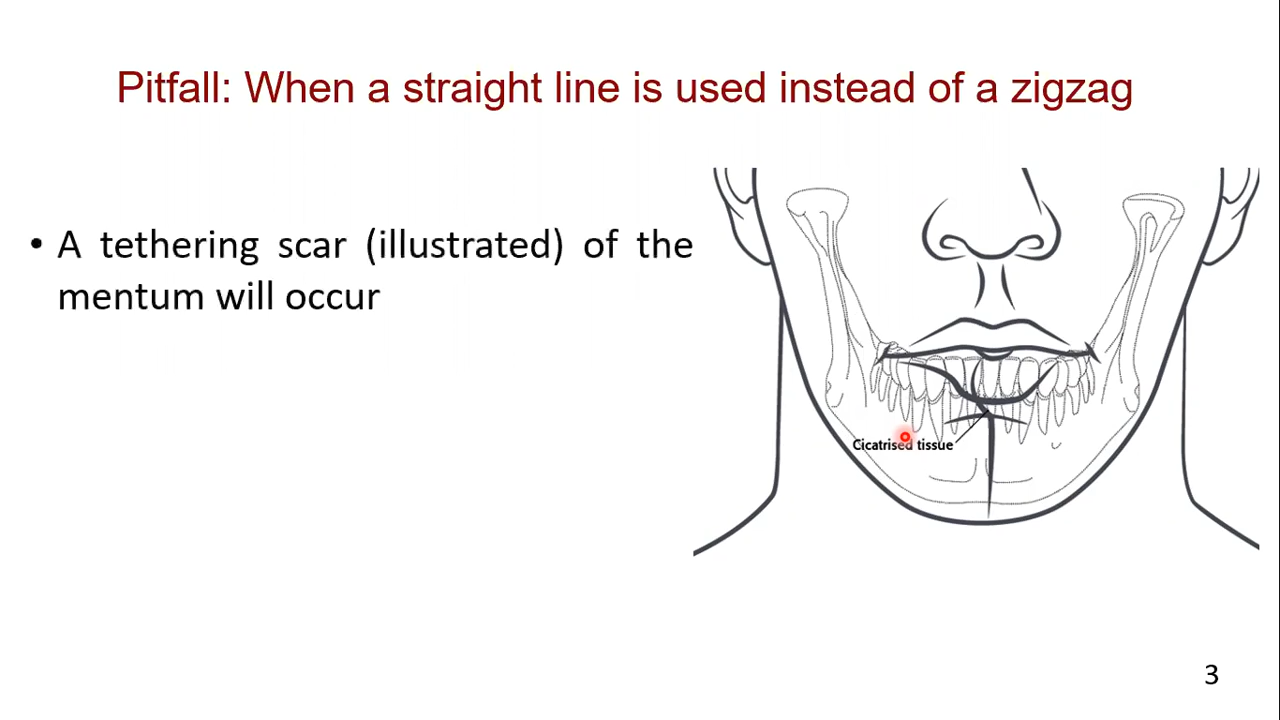 Pitfall: When a straight line is used instead of a zigzag
• A tethering scar (illustrated) of the
mentum will occur
Cicatrised tissue
3